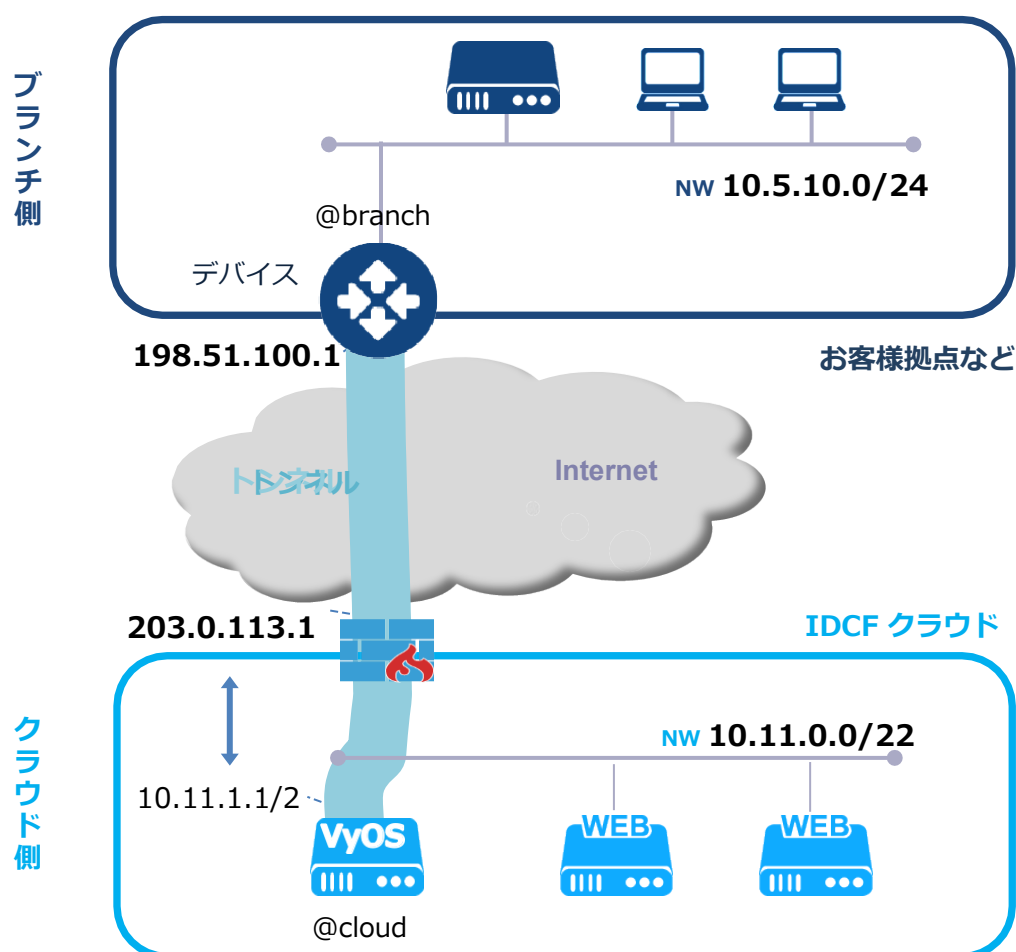 ブランチ側
NW 10.5.10.0/24
@branch
デバイス
198.51.100.1
お客様拠点など
トンネル
Internet
203.0.113.1
IDCF クラウド
クラウド側
NW 10.11.0.0/22
10.11.1.1/2
VyOS
WEB
WEB
@cloud